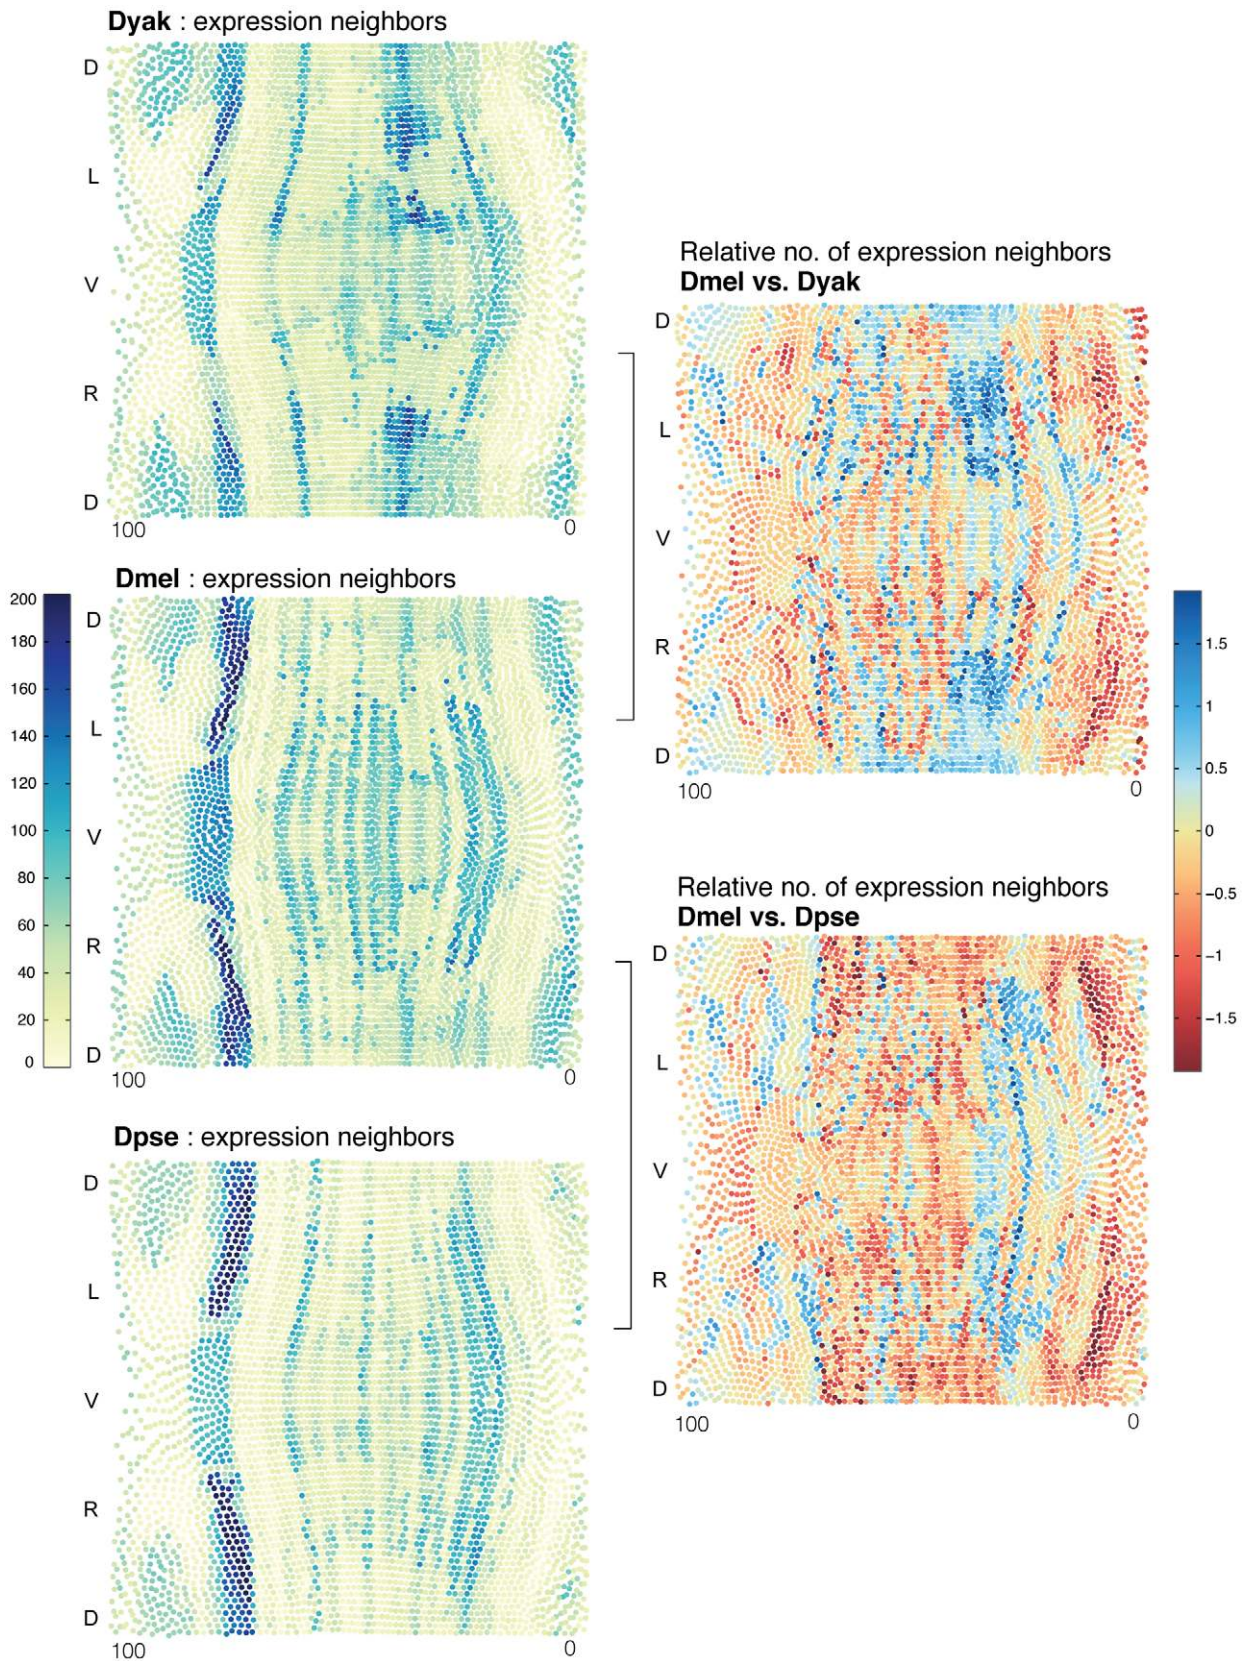 Dyak : expression neighbors
D
L
V
R
D
100 0
Dmel : expression neighbors
200
180
160
140
120
100
80
60
40
20
0
D
L
V
R
D
100 0
Dpse : expression neighbors
D
L
V
R
D
100 0
Relative no. of expression neighbors
Dmel vs. Dyak
D
L
V
R
D
100 0
1.5
1
0.5
0
−0.5
−1
−1.5
Relative no. of expression neighbors
Dmel vs. Dpse
D
L
V
R
D
100 0